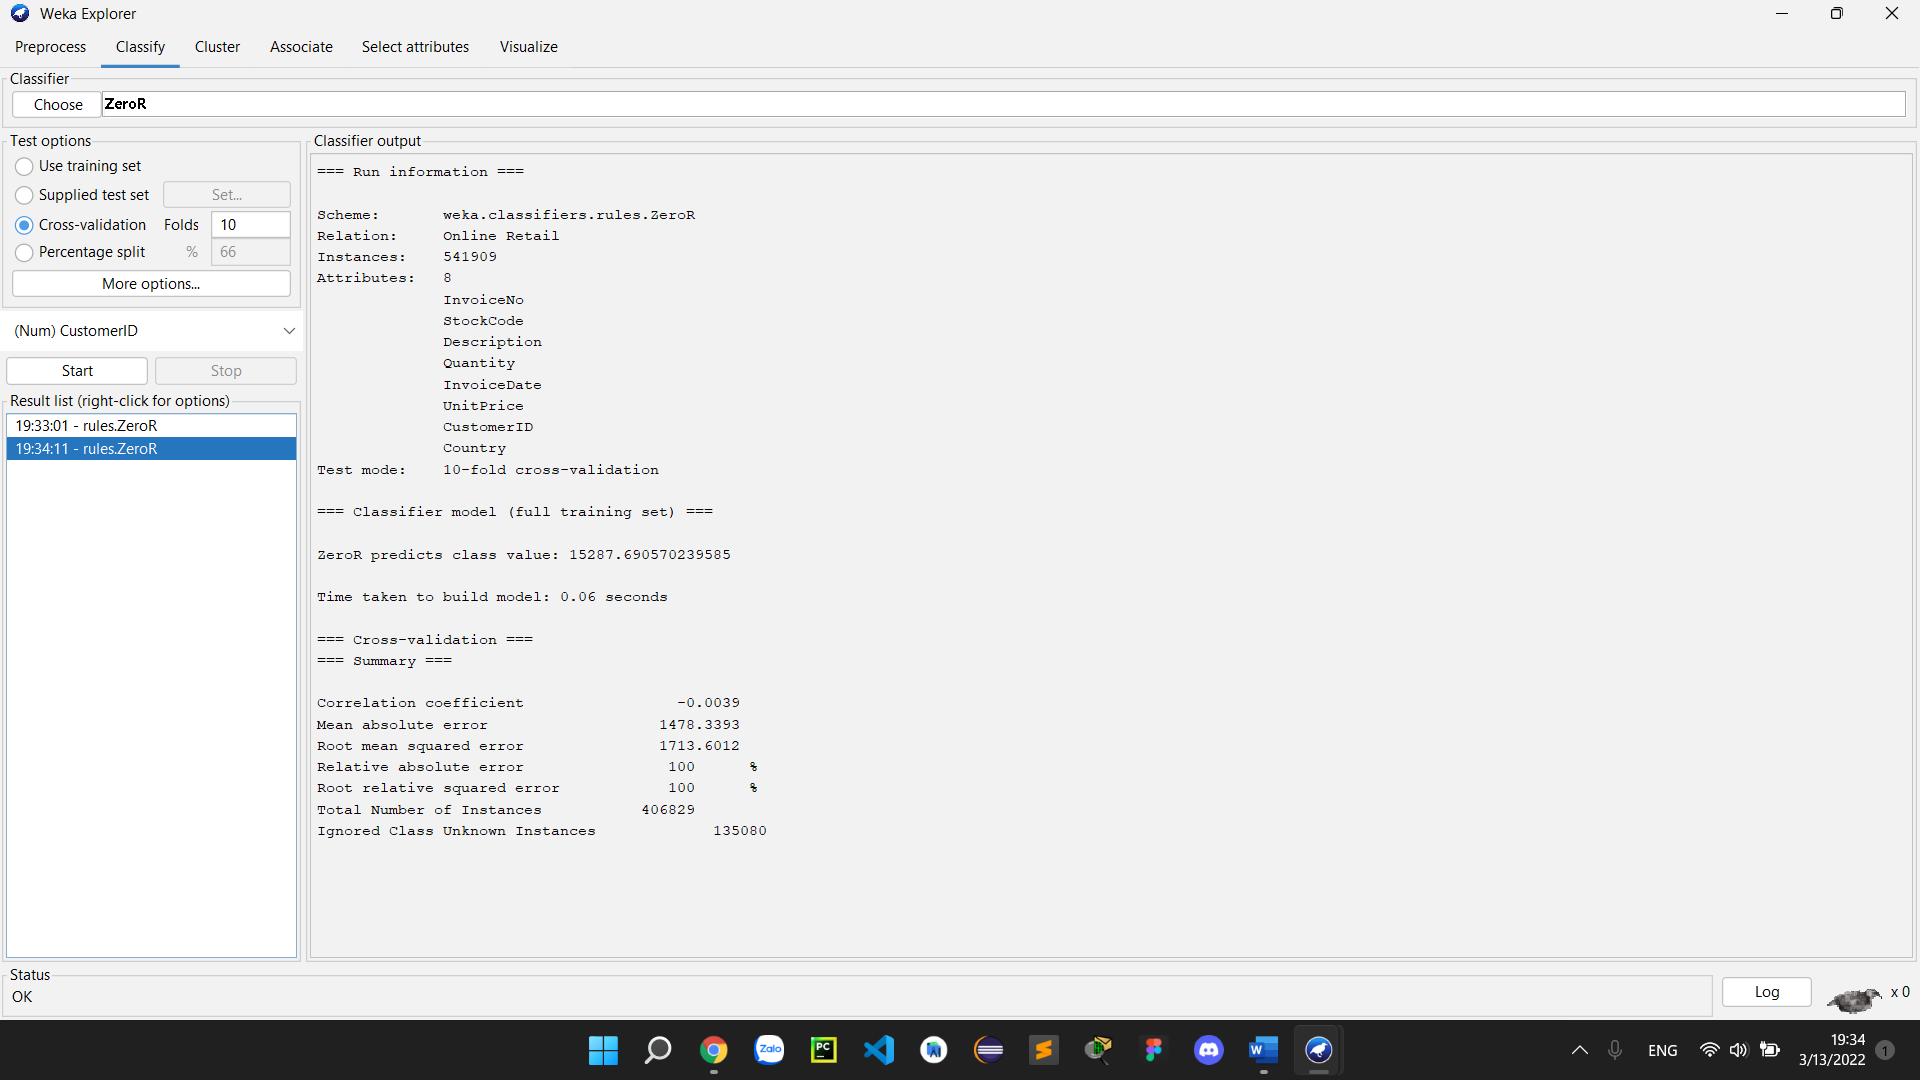 Weka Explorer
Preprocess Classify Cluster Associate Select attributes Visualize
Classifier
Choose ZeroR
Test options
Use training set
Supplied test set Set...
Cross-validation Folds 10
Percentage split % 66
More options...
(Num) CustomerID
Start Stop
Result list (right-click for options)
19:33:01 - rules.ZeroR
19:34:11 - rules.ZeroR
Classifier output
=== Run information ===
Scheme: weka.classifiers.rules.ZeroR
Relation: Online Retail
Instances: 541909
Attributes: 8
InvoiceNo
StockCode
Description
Quantity
InvoiceDate
UnitPrice
CustomerID
Country
Test mode: 10-fold cross-validation
=== Classifier model (full training set) ===
ZeroR predicts class value: 15287.690570239585
Time taken to build model: 0.06 seconds
=== Cross-validation ===
=== Summary ===
Correlation coefficient -0.0039
Mean absolute error 1478.3393
Root mean squared error 1713.6012
Relative absolute error 100 %
Root relative squared error 100 %
Total Number of Instances 406829
Ignored Class Unknown Instances 135080
Status
OK
Log x 0
Zalo PC W
ENG 19:34
3/13/2022 1